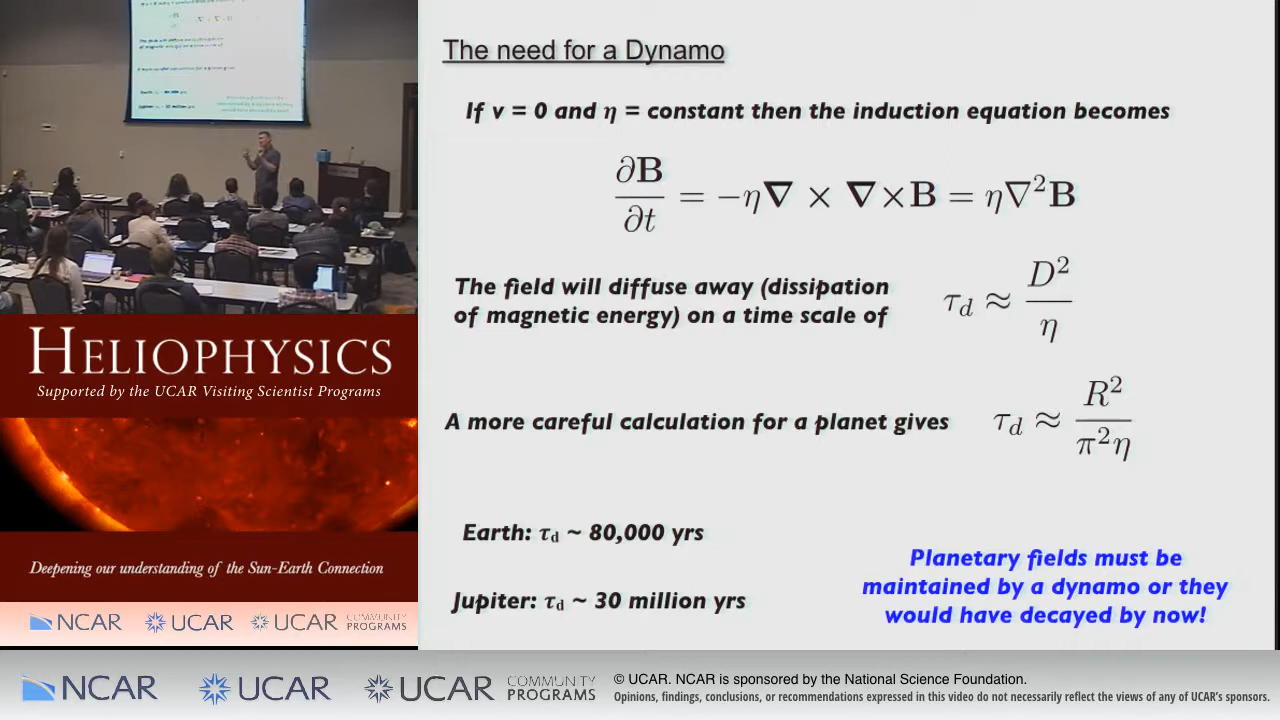 The need for a Dynamo
If v = 0 and η = constant then the induction equation becomes
∂B/∂t = −η∇ × ∇×B = η∇²B
The field will diffuse away (dissipation
of magnetic energy) on a time scale of
τd ≈ D²/η
A more careful calculation for a planet gives
τd ≈ R²/π²η
Earth: τd ~ 80,000 yrs
Jupiter: τd ~ 30 million yrs
Planetary fields must be
maintained by a dynamo or they
would have decayed by now!
HELIOPHYSICS
Supported by the UCAR Visiting Scientist Programs
Deepening our understanding of the Sun-Earth Connection
NCAR UCAR UCAR COMMUNITY
PROGRAMS
NCAR UCAR UCAR COMMUNITY
PROGRAMS
© UCAR. NCAR is sponsored by the National Science Foundation.
Opinions, findings, conclusions, or recommendations expressed in this video do not necessarily reflect the views of any of UCAR's sponsors.